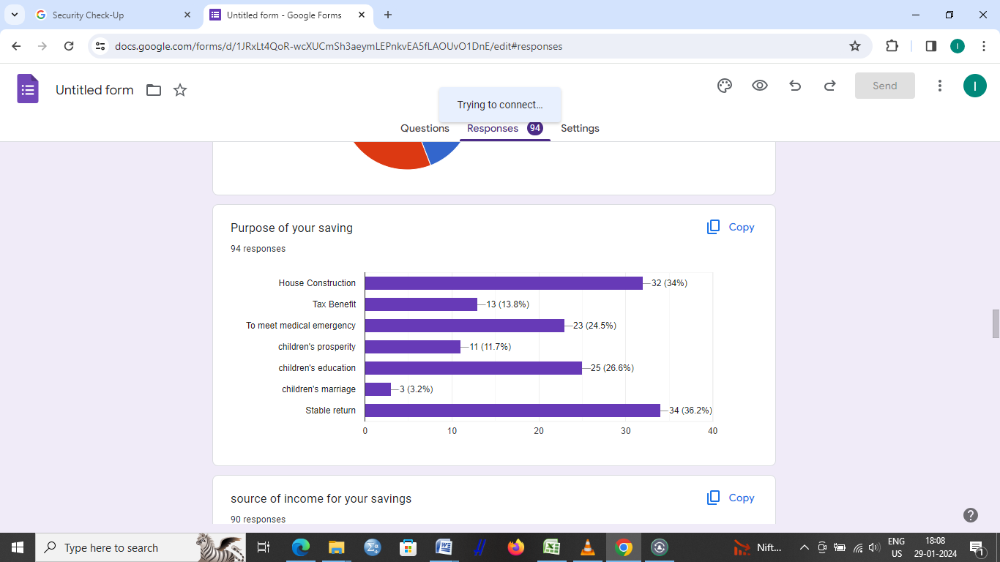 Security Check-Up
Untitled form - Google Forms
docs.google.com/forms/d/1JRxLt4QoR-wcXUCmSh3aeymLEPnkvEA5fLAOUvO1DnE/edit#responses
I
Untitled form
Send
I
Trying to connect…
Questions
Responses 94
Settings
Purpose of your saving
Copy
94 responses
House Construction 32 (34%)
Tax Benefit 13 (13.8%)
To meet medical emergency 23 (24.5%)
children's prosperity 11 (11.7%)
children's education 25 (26.6%)
children's marriage 3 (3.2%)
Stable return 34 (36.2%)
0 10 20 30 40
source of income for your savings
Copy
90 responses
Type here to search
Nift...
ENG
US
18:08
29-01-2024
1